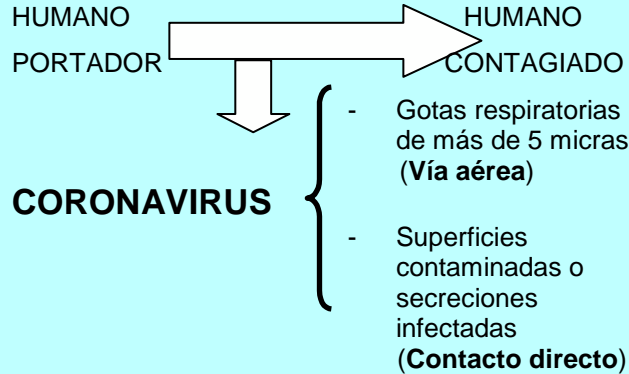 HUMANO HUMANO
PORTADOR CONTAGIADO
- Gotas respiratorias
de más de 5 micras
(Vía aérea)
CORONAVIRUS
- Superficies
contaminadas o
secreciones
infectadas
(Contacto directo)